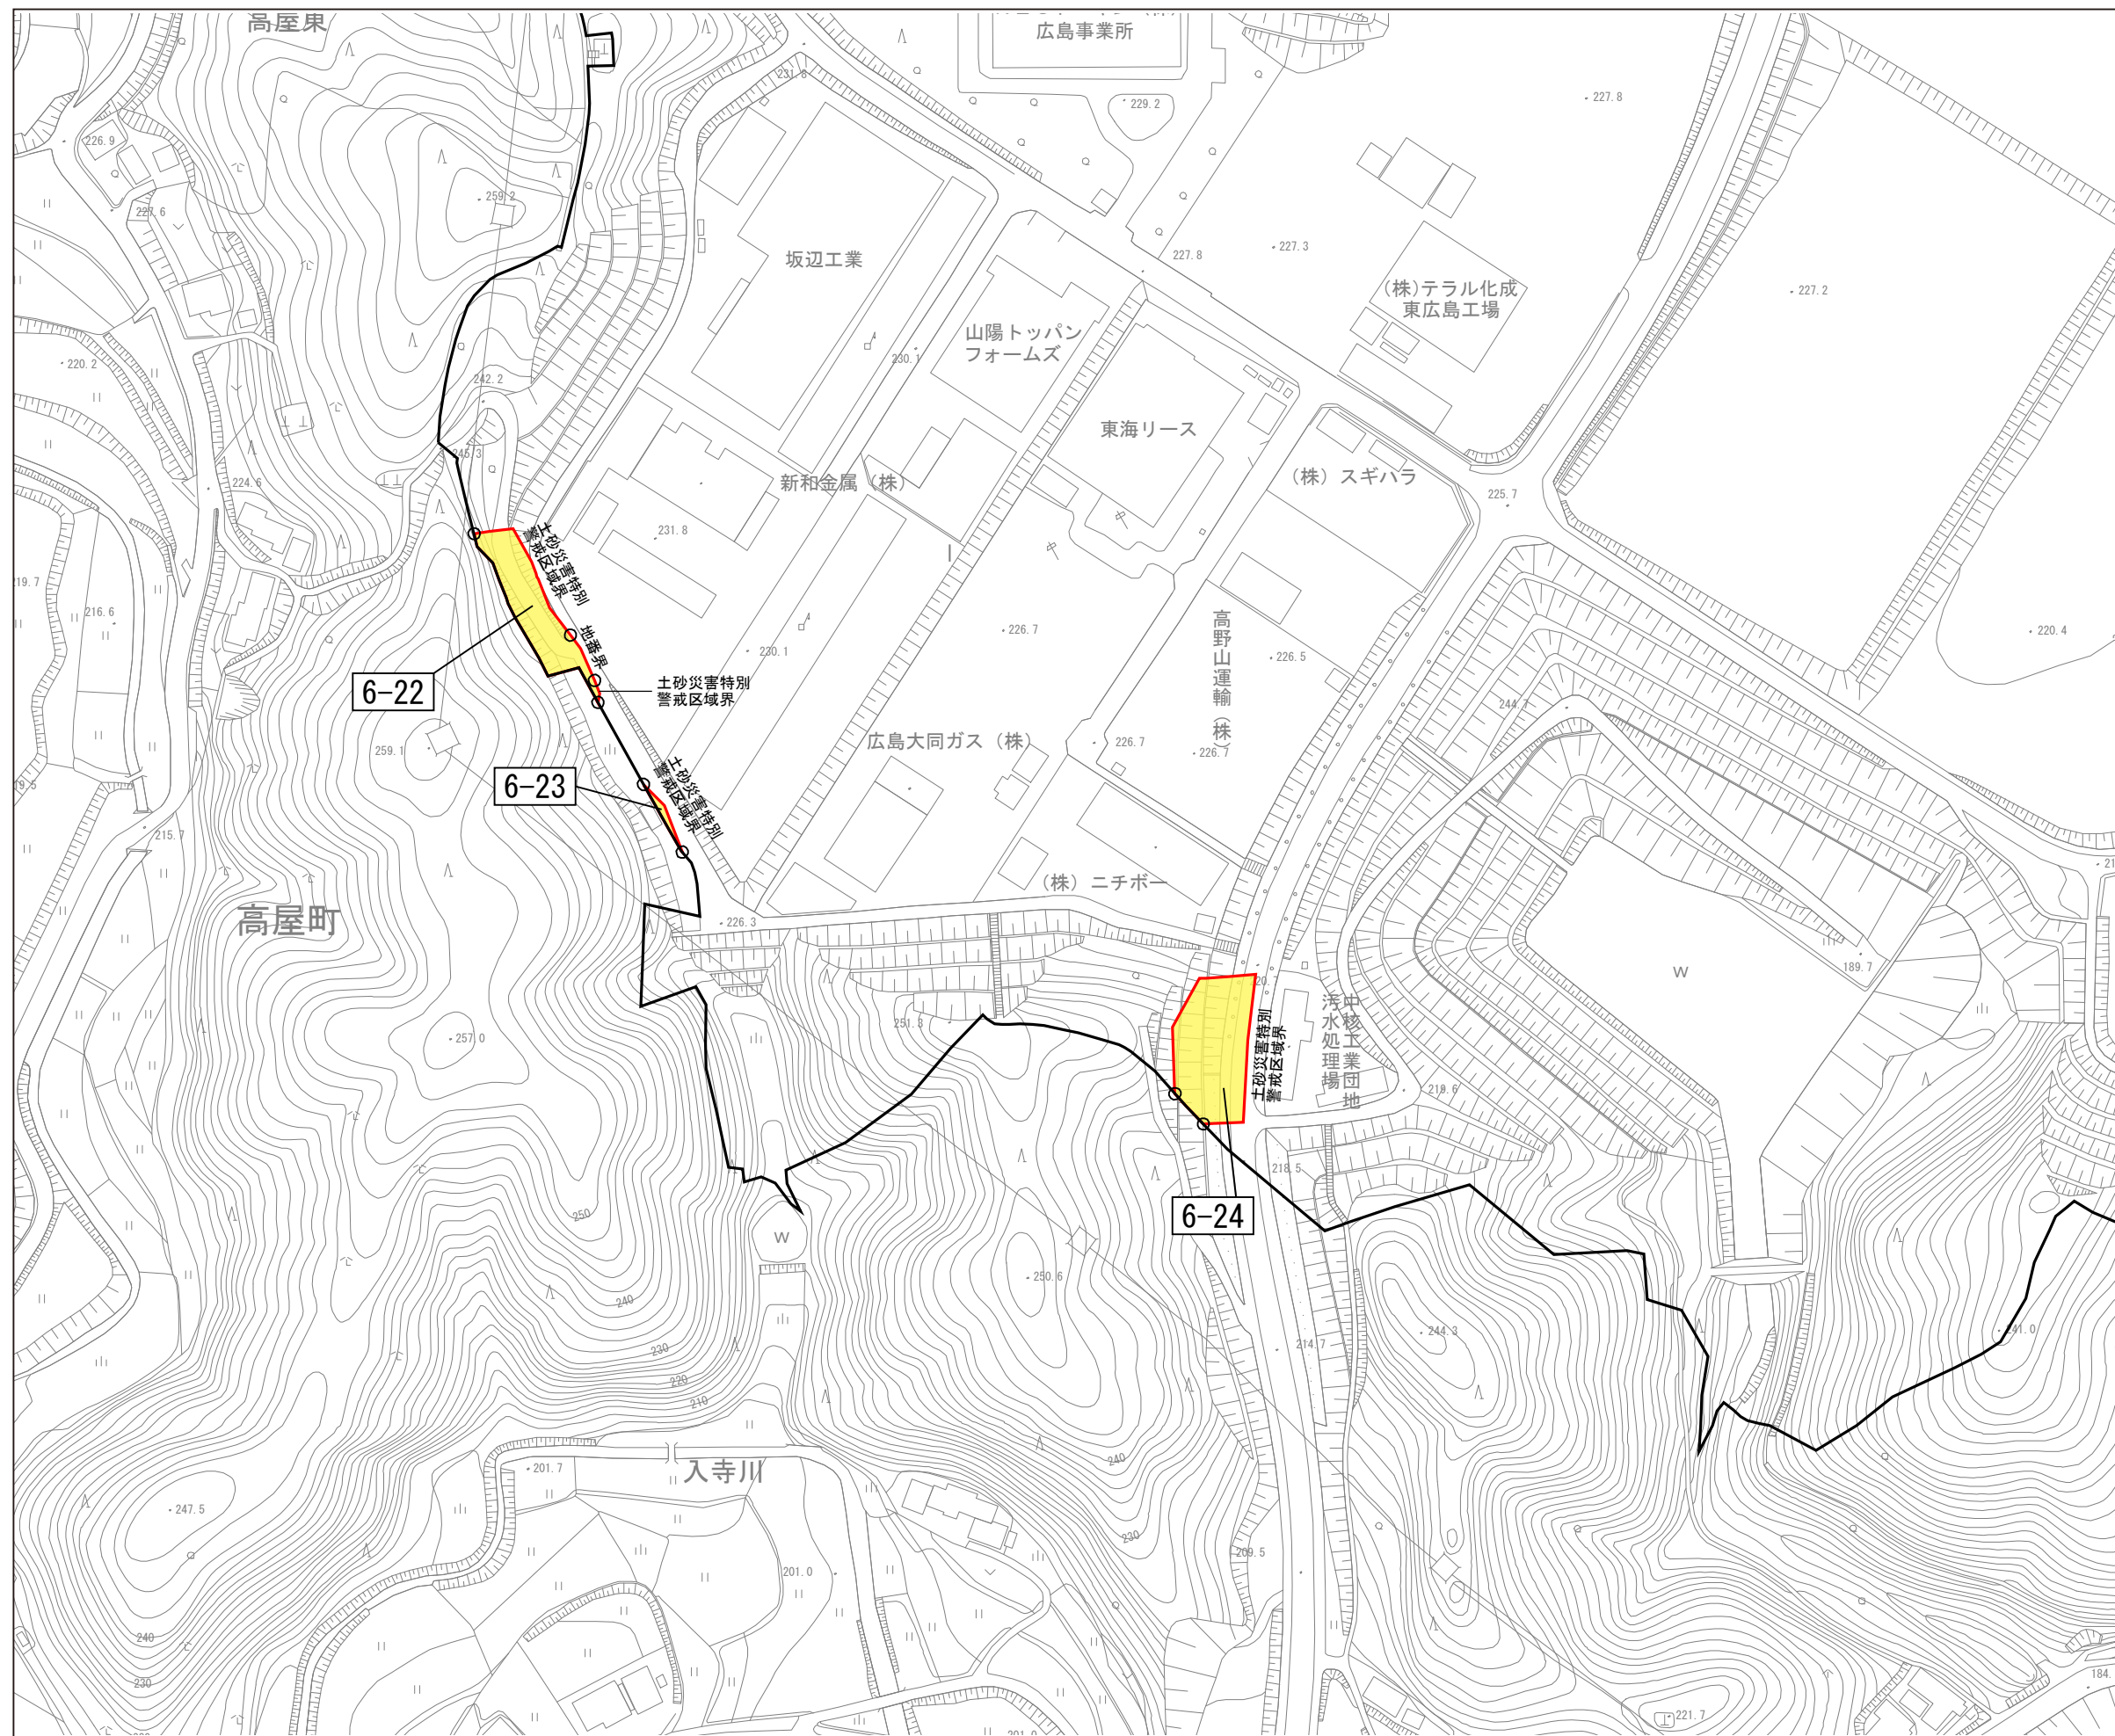 高屋東
広島事業所
231.8
229.2
227.8
226.9
259.2
227.6
坂辺工業
227.8
227.3
(株)テラル化成
東広島工場
227.2
山陽トッパン
フォームズ
230.1
220.2
242.2
東海リース
245.3
新和金属（株）
（株）スギハラ
224.6
225.7
231.8
土砂災害特別
警戒区域界
219.7
216.6
地番界
226.7
高野山運輸（株）
226.5
220.4
230.1
6-22
土砂災害特別
警戒区域界
244.7
259.1
広島大同ガス（株）
226.7
226.7
6-23
土砂災害特別
警戒区域界
19.5
215.7
（株）ニチボー
高屋町
226.3
W
189.7
251.3
中核工業団地
汚水処理場
土砂災害特別
警戒区域界
257.0
219.6
218.5
6-24
250
W
250.6
240
244.3
241.0
214.7
230
220
210
入寺川
201.7
240
247.5
230
209.5
201.0
240
230
184.
221.7